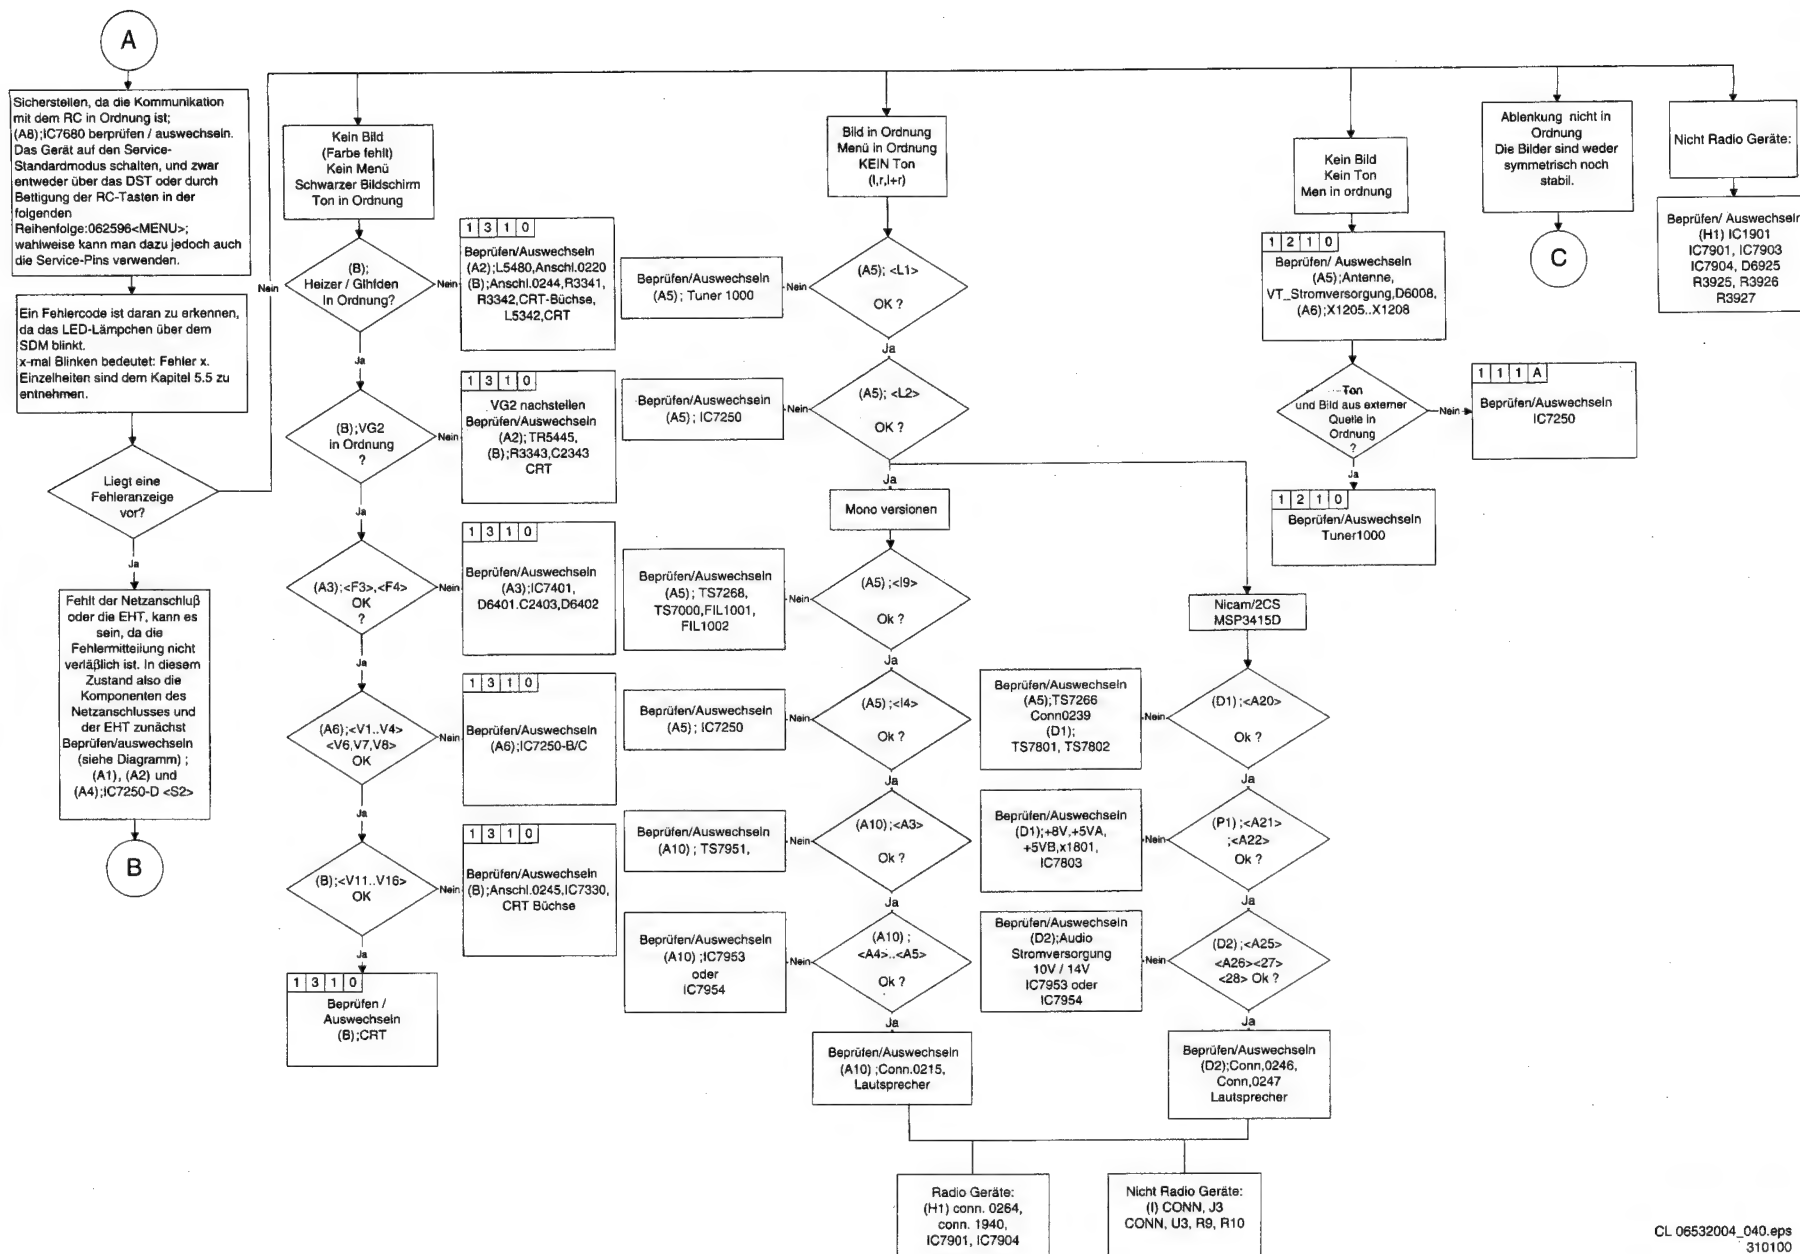 A
Sicherstellen, da die Kommunikation
mit dem RC in Ordnung ist;
(A8);IC7680 berprüfen / auswechseln.
Das Gerät auf den Service-
Standardmodus schalten, und zwar
entweder über das DST oder durch
Bettigung der RC-Tasten in der
folgenden
Reihenfolge:062596<MENU>;
wahlweise kann man dazu jedoch auch
die Service-Pins verwenden.
Ein Fehlercode ist daran zu erkennen,
da das LED-Lämpchen über dem
SDM blinkt.
x-mal Blinken bedeutet: Fehler x.
Einzelheiten sind dem Kapitel 5.5 zu
entnehmen.
Liegt eine
Fehleranzeige
vor?
Nein
Ja
Fehlt der Netzanschluß
oder die EHT, kann es
sein, da die
Fehlermitteilung nicht
verläßlich ist. In diesem
Zustand also die
Komponenten des
Netzanschlusses und
der EHT zunächst
Beprüfen/auswechseln
(siehe Diagramm) ;
(A1), (A2) und
(A4);IC7250-D <S2>
B
Kein Bild
(Farbe fehlt)
Kein Menü
Schwarzer Bildschirm
Ton in Ordnung
(B);
Heizer / Glhfden
In Ordnung?
Nein
1 3 1 0
Beprüfen/Auswechseln
(A2); L5480,Anschl.0220
(B);Anschl.0244,R3341,
R3342,CRT-Büchse,
L5342,CRT
Ja
(B);VG2
in Ordnung
?
Nein
1 3 1 0
VG2 nachstellen
Beprüfen/Auswechseln
(A2); TR5445,
(B);R3343,C2343
CRT
Ja
(A3);<F3>,<F4>
OK
?
Nein
1 3 1 0
Beprüfen/Auswechseln
(A3);IC7401,
D6401.C2403,D6402
Ja
(A6);<V1..V4>
<V6,V7,V8>
OK
Nein
1 3 1 0
Beprüfen/Auswechseln
(A6);IC7250-B/C
Ja
(B);<V11..V16>
OK
Nein
1 3 1 0
Beprüfen/Auswechseln
(B);Anschl.0245,IC7330,
CRT Büchse
Ja
1 3 1 0
Beprüfen /
Auswechseln
(B);CRT
Bild in Ordnung
Menü in Ordnung
KEIN Ton
(l,r,l+r)
(A5); <L1>
OK ?
Nein
Beprüfen/Auswechseln
(A5) ; Tuner 1000
Ja
(A5); <L2>
OK ?
Nein
Beprüfen/Auswechseln
(A5) ; IC7250
Ja
Mono versionen
(A5) ;<I9>
Ok ?
Nein
Beprüfen/Auswechseln
(A5) ; TS7268,
TS7000,FIL1001,
FIL1002
Ja
(A5) ;<I4>
Ok ?
Nein
Beprüfen/Auswechseln
(A5) ; IC7250
Ja
(A10) ;<A3>
Ok ?
Nein
Beprüfen/Auswechseln
(A10) ; TS7951,
Ja
(A10) ;
<A4>..<A5>
Ok ?
Nein
Beprüfen/Auswechseln
(A10) ;IC7953
oder
IC7954
Ja
Beprüfen/Auswechseln
(A10) ;Conn.0215,
Lautsprecher
Nicam/2CS
MSP3415D
(D1) ;<A20>
Ok ?
Nein
Beprüfen/Auswechseln
(A5);TS7266
Conn0239
(D1);
TS7801, TS7802
Ja
(P1) ;<A21>
;<A22>
Ok ?
Nein
Beprüfen/Auswechseln
(D1);+8V,+5VA,
+5VB,x1801,
IC7803
Ja
(D2) ;<A25>
<A26><27>
<28> Ok ?
Nein
Beprüfen/Auswechseln
(D2);Audio
Stromversorgung
10V / 14V
IC7953 oder
IC7954
Ja
Beprüfen/Auswechseln
(D2);Conn,0246,
Conn,0247
Lautsprecher
Radio Geräte:
(H1) conn. 0264,
conn. 1940,
IC7901, IC7904
Nicht Radio Geräte:
(I) CONN, J3
CONN, U3, R9, R10
Kein Bild
Kein Ton
Men in ordnung
1 2 1 0
Beprüfen/ Auswechseln
(A5);Antenne,
VT_Stromversorgung,D6008,
(A6);X1205..X1208
Ton
und Bild aus externer
Quelle in
Ordnung
?
Nein
1 1 1 A
Beprüfen/Auswechseln
IC7250
Ja
1 2 1 0
Beprüfen/Auswechseln
Tuner1000
Ablenkung nicht in
Ordnung
Die Bilder sind weder
symmetrisch noch
stabil.
C
Nicht Radio Geräte:
Beprüfen/ Auswechseln
(H1) IC1901
IC7901, IC7903
IC7904, D6925
R3925, R3926
R3927
CL 06532004_040.eps
310100